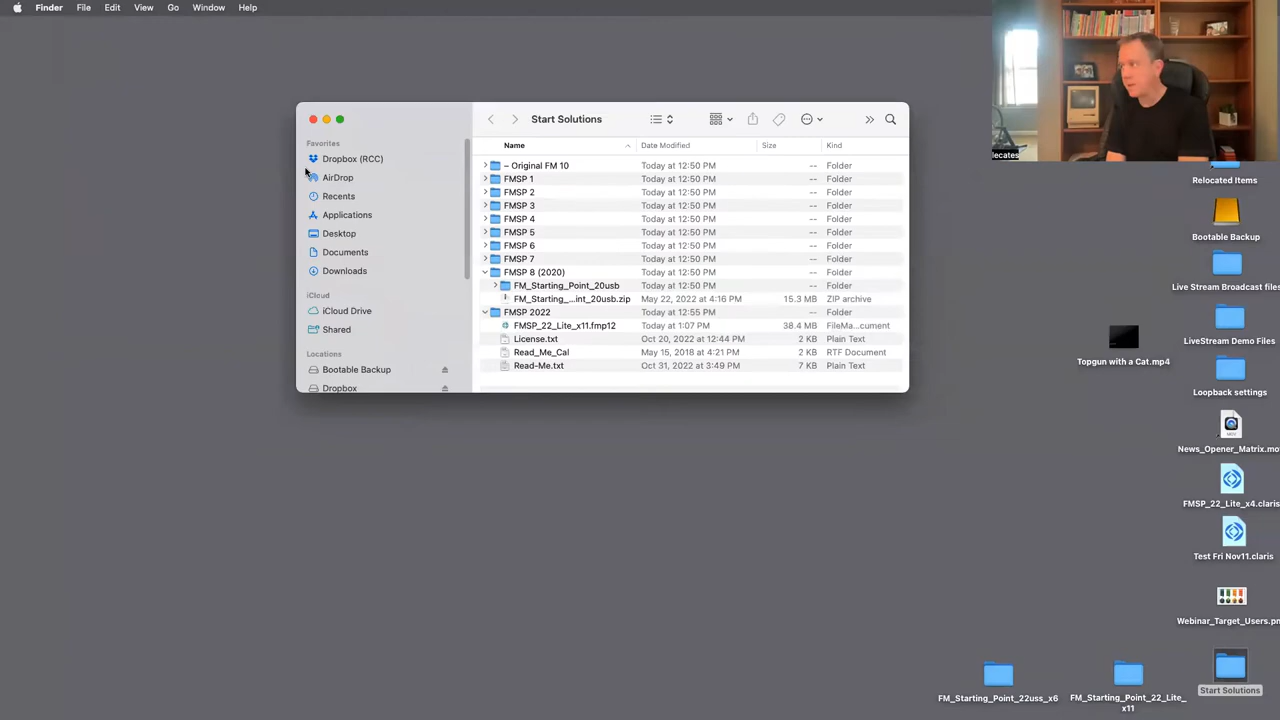 Finder File Edit View Go Window Help
Start Solutions
Favorites
Dropbox (RCC)
AirDrop
Recents
Applications
Desktop
Documents
Downloads
iCloud
iCloud Drive
Shared
Locations
Bootable Backup
Dropbox
Name Date Modified Size Kind
-- Original FM 10 Today at 12:50 PM -- Folder
FMSP 1 Today at 12:50 PM -- Folder
FMSP 2 Today at 12:50 PM -- Folder
FMSP 3 Today at 12:50 PM -- Folder
FMSP 4 Today at 12:50 PM -- Folder
FMSP 5 Today at 12:50 PM -- Folder
FMSP 6 Today at 12:50 PM -- Folder
FMSP 7 Today at 12:50 PM -- Folder
FMSP 8 (2020) Today at 12:50 PM -- Folder
FM_Starting_Point_20usb Today at 12:50 PM -- Folder
FM_Starting_...int_20usb.zip May 22, 2022 at 4:16 PM 15.3 MB ZIP archive
FMSP 2022 Today at 12:55 PM -- Folder
FMSP_22_Lite_x11.fmp12 Today at 1:07 PM 38.4 MB FileMa...cument
License.txt Oct 20, 2022 at 12:44 PM 2 KB Plain Text
Read_Me_Cal May 15, 2018 at 4:21 PM 2 KB RTF Document
Read-Me.txt Oct 31, 2022 at 3:49 PM 7 KB Plain Text
lecates
Relocated Items
Bootable Backup
Live Stream Broadcast files
LiveStream Demo Files
Topgun with a Cat.mp4
Loopback settings
News_Opener_Matrix.mo
FMSP_22_Lite_x4.claris
Test Fri Nov11.claris
Webinar_Target_Users.pn
FM_Starting_Point_22uss_x6
FM_Starting_Point_22_Lite_
x11
Start Solutions